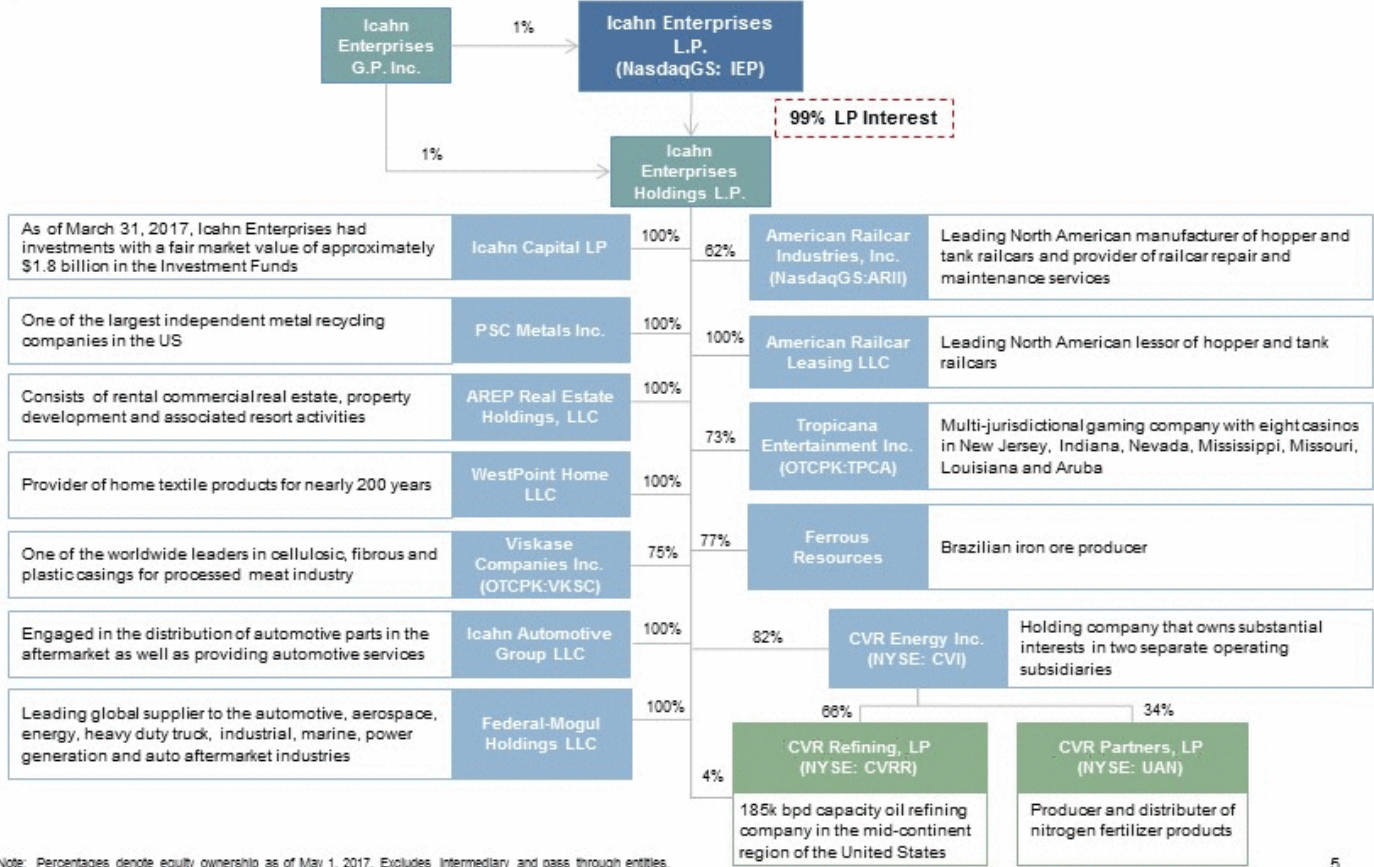 Icahn
Enterprises
G.P. Inc.
1%
Icahn Enterprises
L.P.
(NasdaqGS: IEP)
99% LP Interest
1%
Icahn
Enterprises
Holdings L.P.
As of March 31, 2017, Icahn Enterprises had
investments with a fair market value of approximately
$1.8 billion in the Investment Funds
Icahn Capital LP
100%
62%
American Railcar
Industries, Inc.
(NasdaqGS:ARII)
Leading North American manufacturer of hopper and
tank railcars and provider of railcar repair and
maintenance services
One of the largest independent metal recycling
companies in the US
PSC Metals Inc.
100%
100%
American Railcar
Leasing LLC
Leading North American lessor of hopper and tank
railcars
Consists of rental commercial real estate, property
development and associated resort activities
AREP Real Estate
Holdings, LLC
100%
73%
Tropicana
Entertainment Inc.
(OTCPK:TPCA)
Multi-jurisdictional gaming company with eight casinos
in New Jersey, Indiana, Nevada, Mississippi, Missouri,
Louisiana and Aruba
Provider of home textile products for nearly 200 years
WestPoint Home
LLC
100%
77%
Ferrous
Resources
Brazilian iron ore producer
One of the worldwide leaders in cellulosic, fibrous and
plastic casings for processed meat industry
Viskase
Companies Inc.
(OTCPK:VKSC)
75%
Engaged in the distribution of automotive parts in the
aftermarket as well as providing automotive services
Icahn Automotive
Group LLC
100%
82%
CVR Energy Inc.
(NYSE: CVI)
Holding company that owns substantial
interests in two separate operating
subsidiaries
Leading global supplier to the automotive, aerospace,
energy, heavy duty truck, industrial, marine, power
generation and auto aftermarket industries
Federal-Mogul
Holdings LLC
100%
66%
34%
4%
CVR Refining, LP
(NYSE: CVRR)
185k bpd capacity oil refining
company in the mid-continent
region of the United States
CVR Partners, LP
(NYSE: UAN)
Producer and distributer of
nitrogen fertilizer products
Note: Percentages denote equity ownership as of May 1, 2017. Excludes intermediary and pass through entities.
5